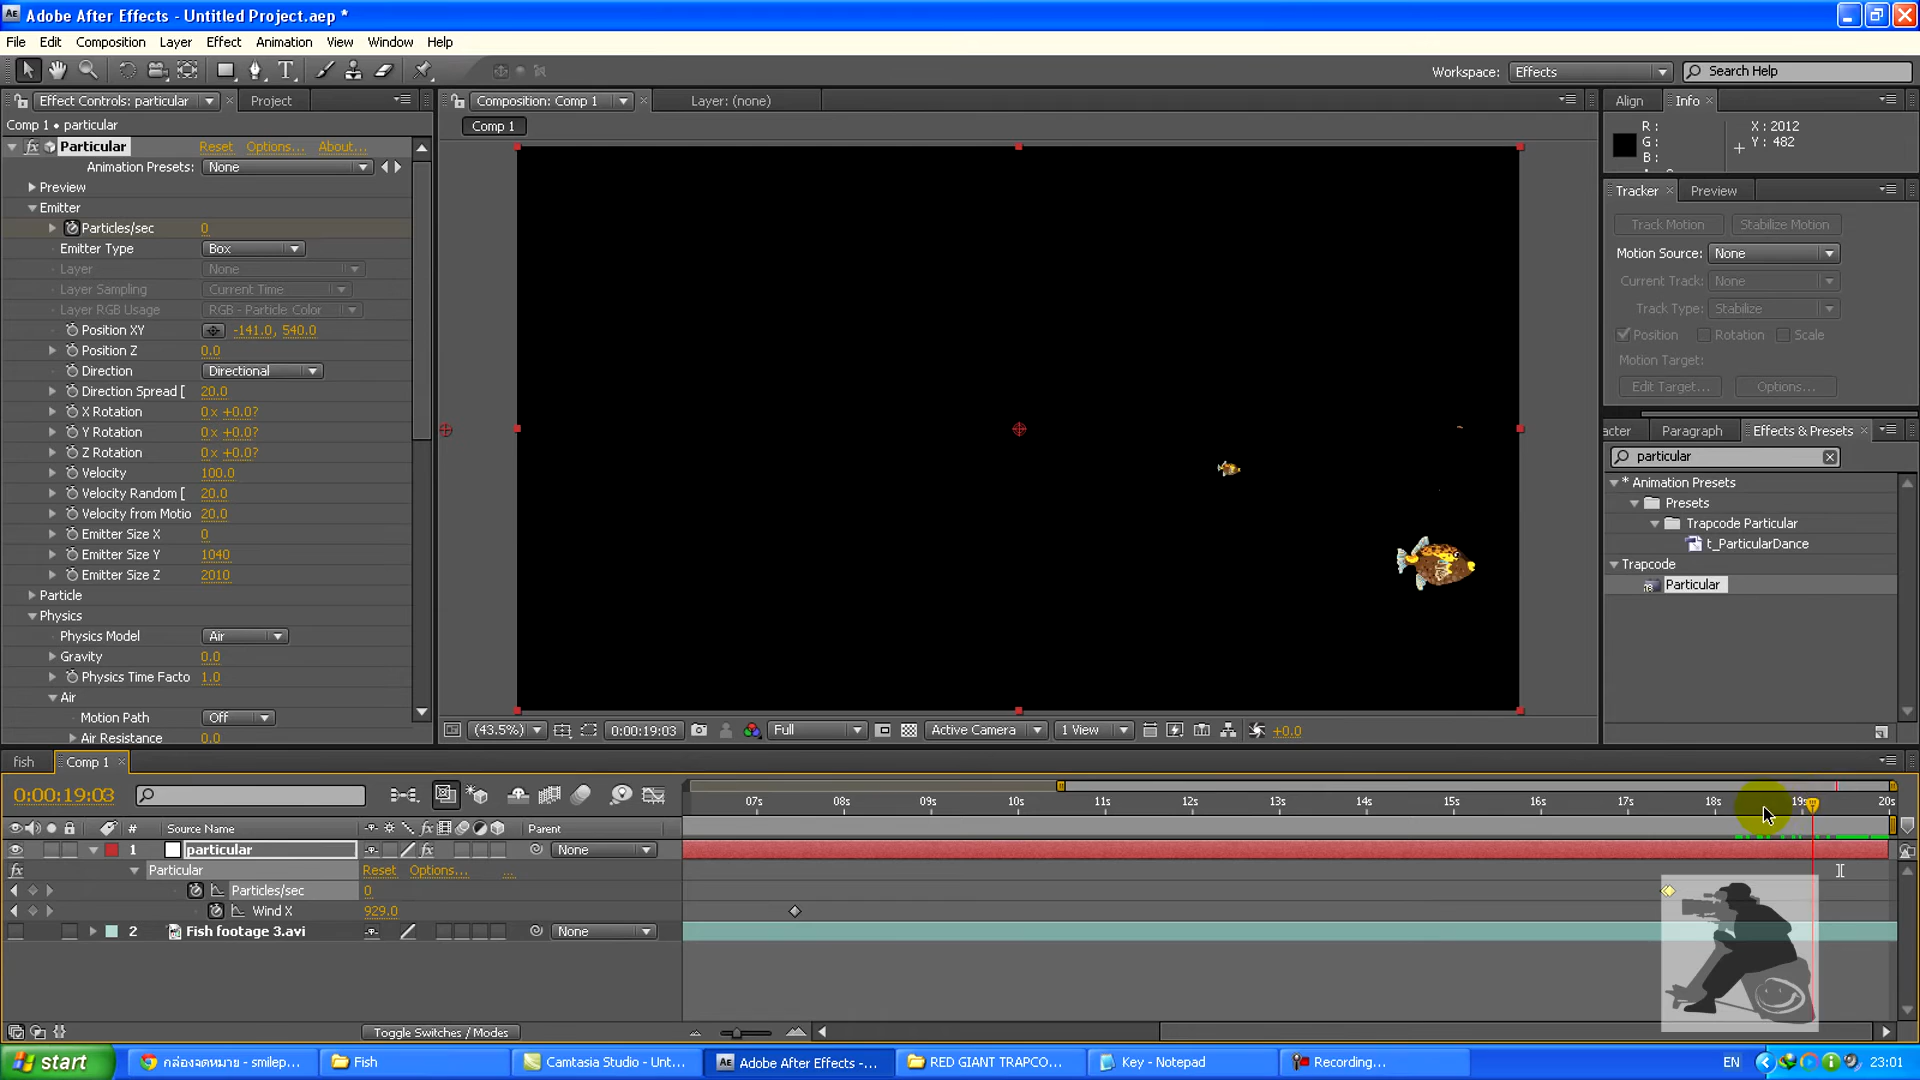 Adobe After Effects - Untitled Project.aep *
File Edit Composition Layer Effect Animation View Window Help
Workspace: Effects Search Help
Effect Controls: particular Project Composition: Comp 1 Layer: (none) Align Info
Comp 1 • particular Comp 1
R: G: B: X: 2012 Y: 482
Particular Reset Options... About...
Animation Presets: None
Preview
Emitter
Particles/sec 0
Emitter Type Box
Layer None
Layer Sampling Current Time
Layer RGB Usage RGB - Particle Color
Position XY -141.0, 540.0
Position Z 0.0
Direction Directional
Direction Spread [ 20.0
X Rotation 0x +0.0?
Y Rotation 0x +0.0?
Z Rotation 0x +0.0?
Velocity 100.0
Velocity Random [ 20.0
Velocity from Motio 20.0
Emitter Size X 0
Emitter Size Y 1040
Emitter Size Z 2010
Particle
Physics
Physics Model Air
Gravity 0.0
Physics Time Facto 1.0
Air
Motion Path Off
Air Resistance 0.0
Tracker Preview
Track Motion Stabilize Motion
Motion Source: None
Current Track: None
Track Type: Stabilize
Position Rotation Scale
Motion Target:
Edit Target... Options...
acter Paragraph Effects & Presets
particular
* Animation Presets
Presets
Trapcode Particular
t_ParticularDance
Trapcode
Particular
(43.5%) 0:00:19:03 Full Active Camera 1 View +0.0
fish Comp 1
0:00:19:03
07s 08s 09s 10s 11s 12s 13s 14s 15s 16s 17s 18s 19s 20s
# Source Name Parent
1 particular None
Particular Reset Options... ...
Particles/sec 0
Wind X 929.0
2 Fish footage 3.avi None
Toggle Switches / Modes
start กล่องจดหมาย - smilep... Fish Camtasia Studio - Unt... Adobe After Effects -... RED GIANT TRAPCO... Key - Notepad Recording... EN 23:01